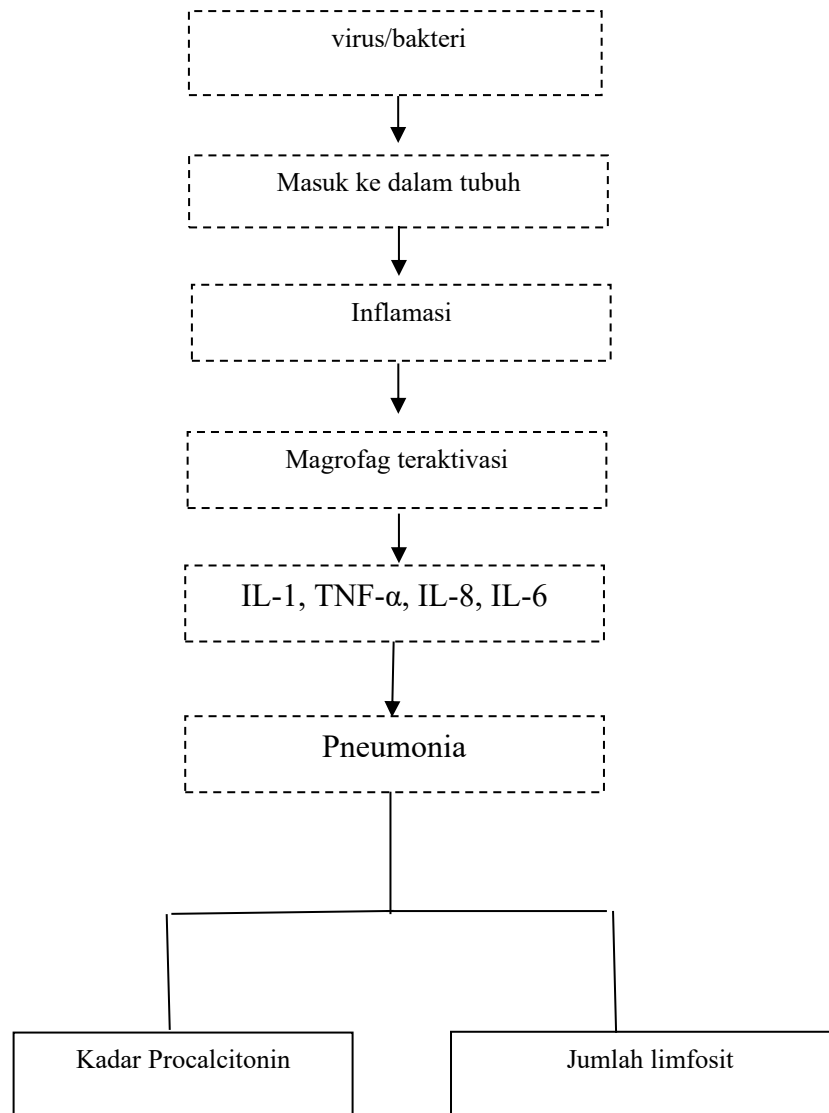 virus/bakteri
Masuk ke dalam tubuh
Inflamasi
Magrofag teraktivasi
IL-1, TNF-α, IL-8, IL-6
Pneumonia
Kadar Procalcitonin
Jumlah limfosit